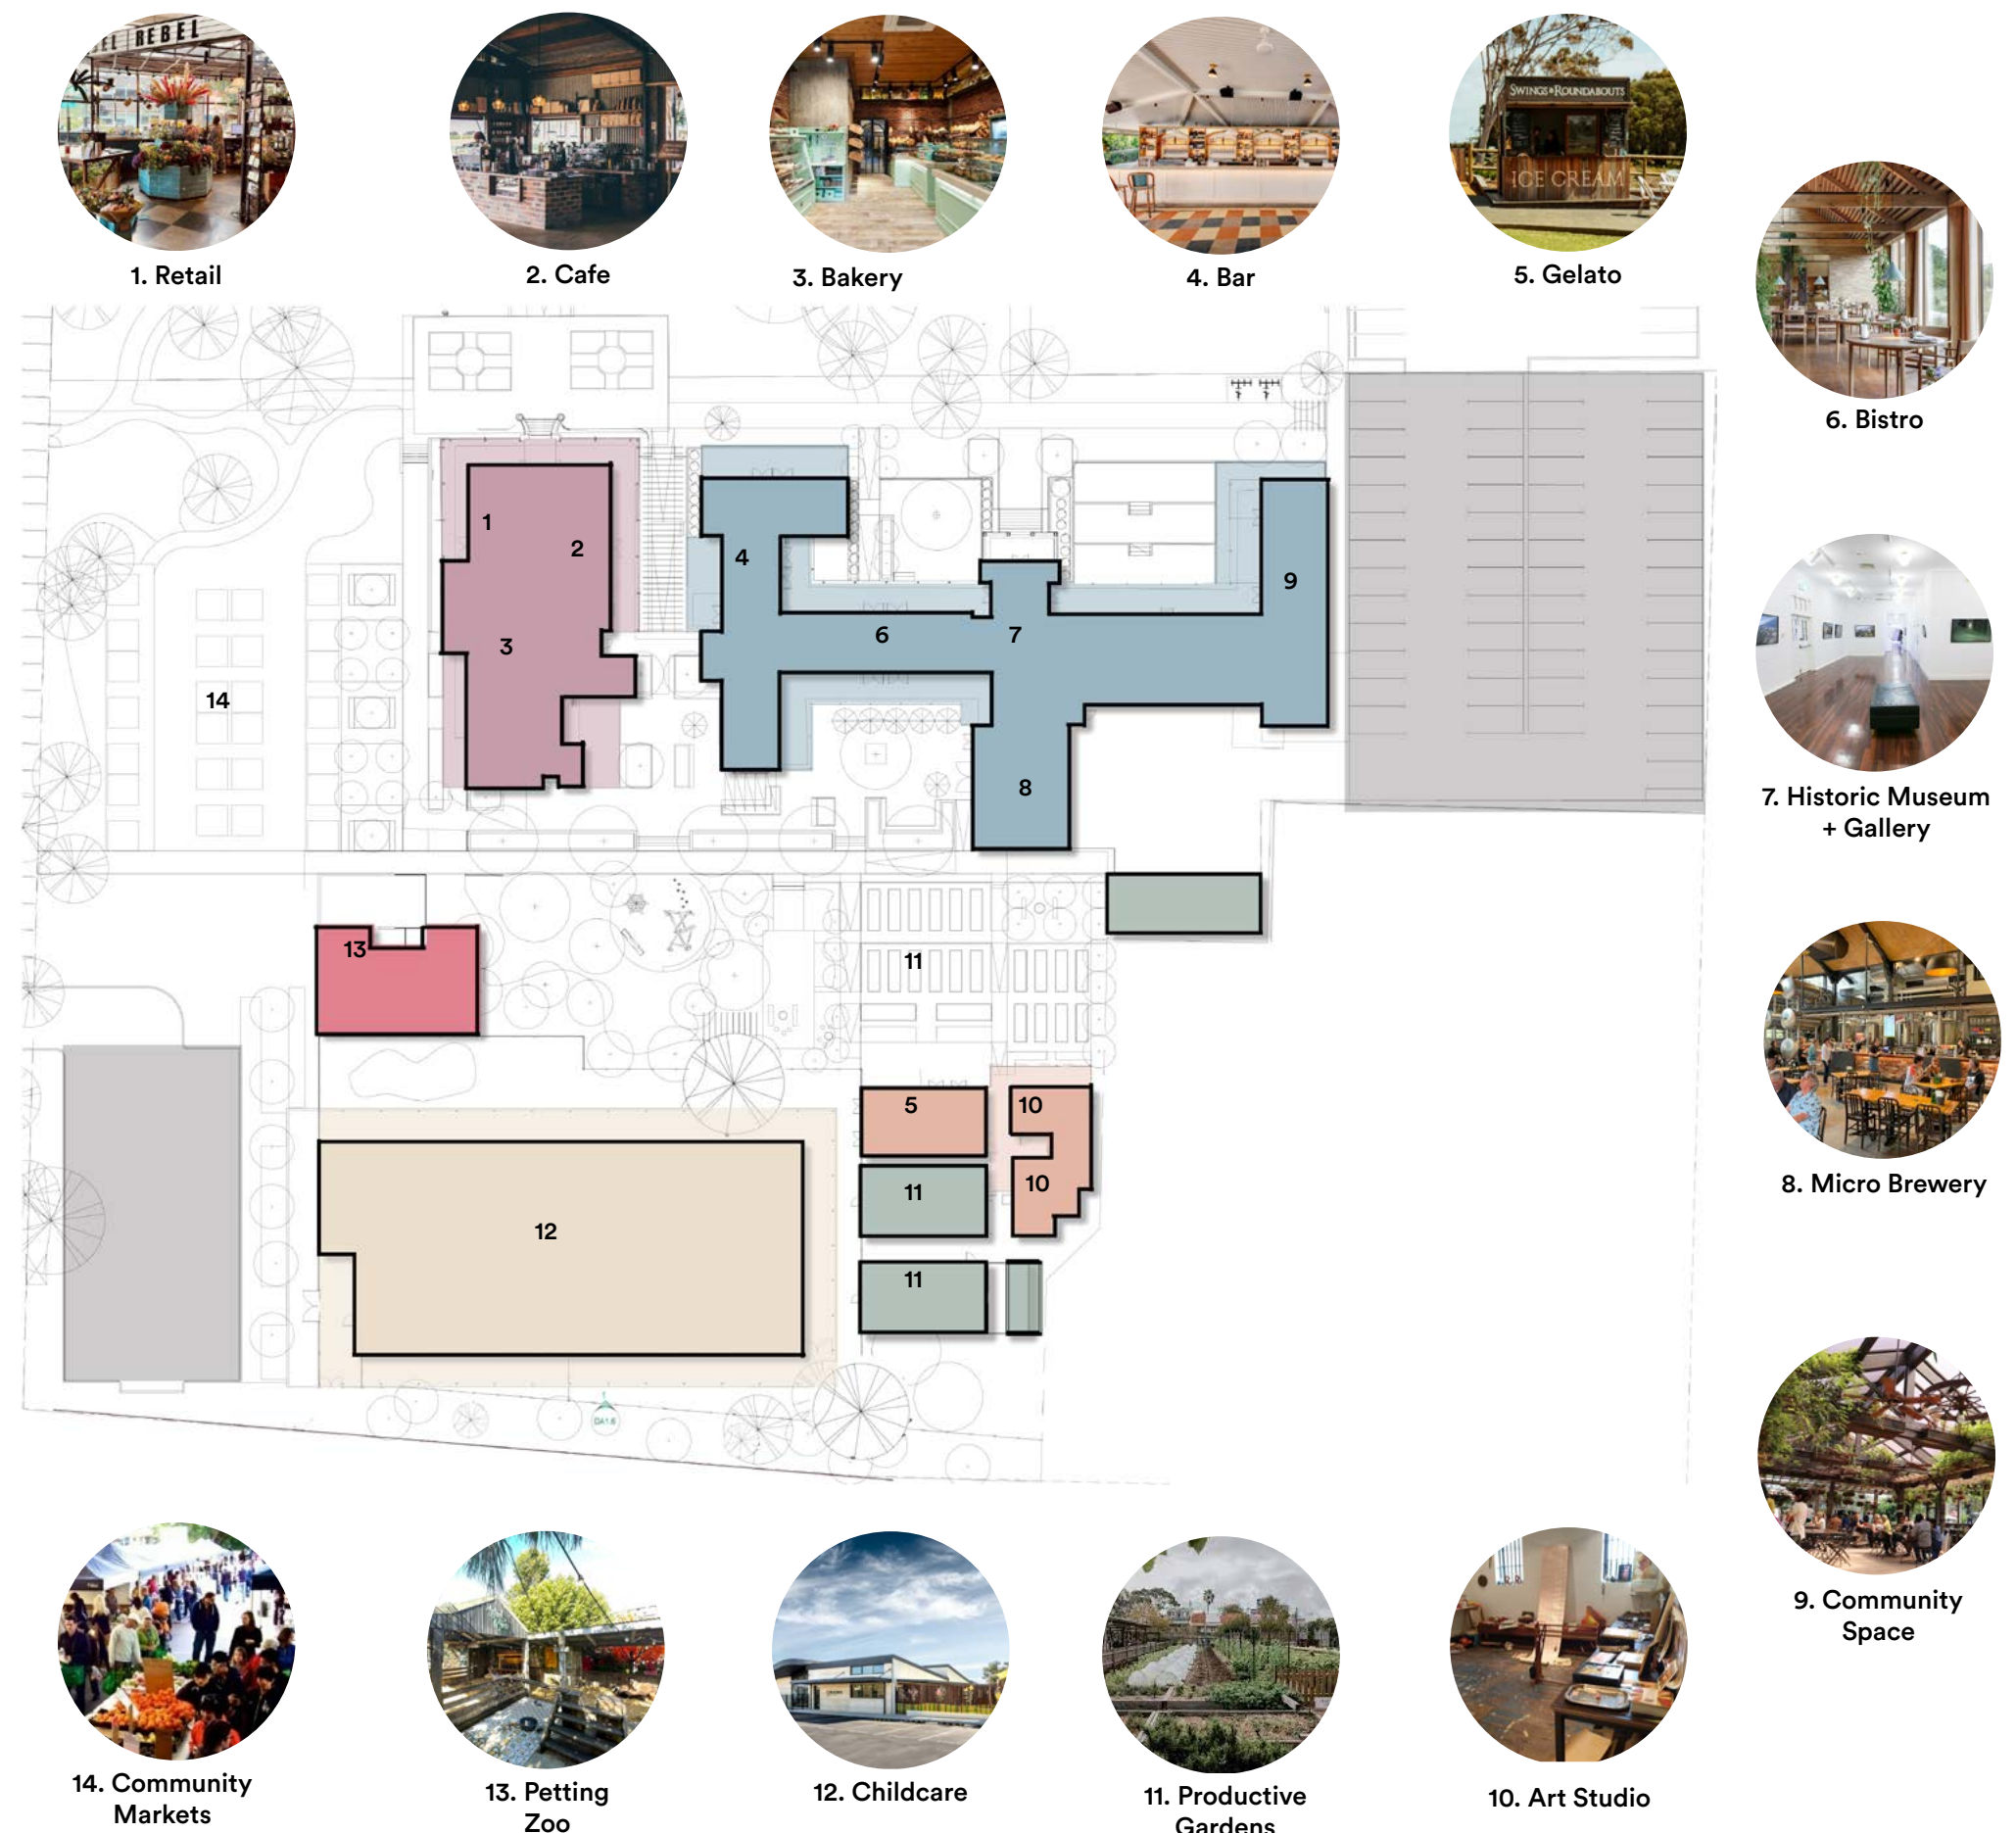 REBEL
SWINGS & ROUNDABOUTS
ICE CREAM
1. Retail
2. Cafe
3. Bakery
4. Bar
5. Gelato
6. Bistro
7. Historic Museum
+ Gallery
8. Micro Brewery
9. Community
Space
1
2
3
4
6
7
9
8
14
13
11
5
10
11
10
12
11
DA1.6
14. Community
Markets
13. Petting
Zoo
12. Childcare
11. Productive
Gardens
10. Art Studio